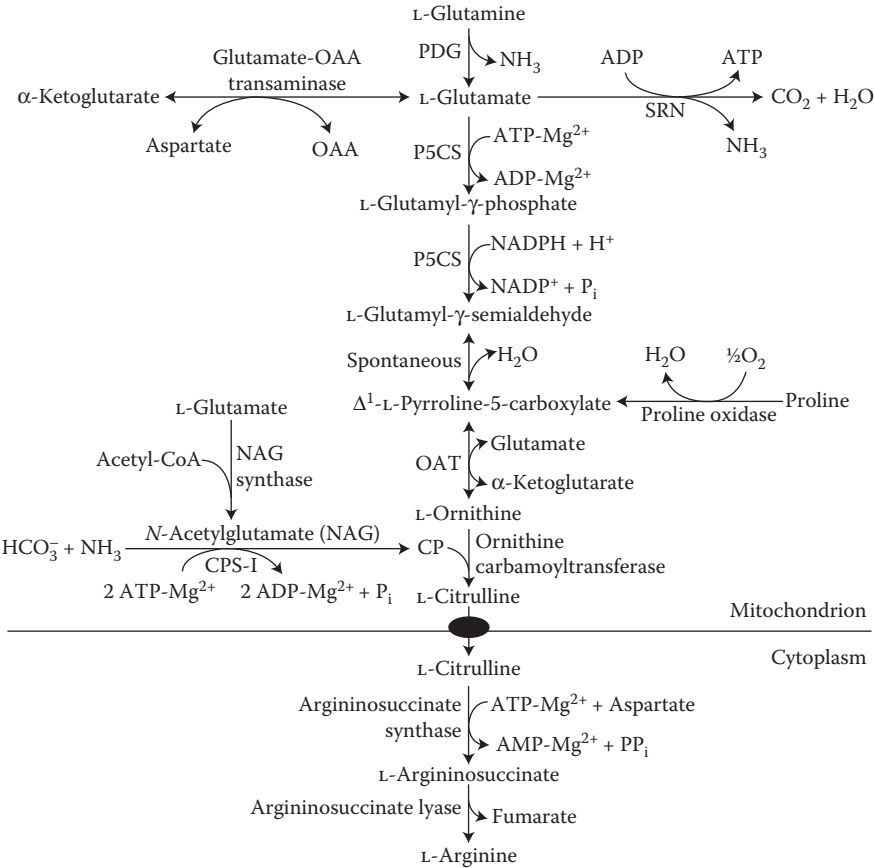 L-Glutamine
PDG
NH₃
Glutamate-OAA
transaminase
ADP
ATP
α-Ketoglutarate
L-Glutamate
CO₂ + H₂O
SRN
Aspartate
OAA
NH₃
P5CS
ATP-Mg²⁺
ADP-Mg²⁺
L-Glutamyl-γ-phosphate
P5CS
NADPH + H⁺
NADP⁺ + Pᵢ
L-Glutamyl-γ-semialdehyde
Spontaneous
H₂O
H₂O
½O₂
Δ¹-L-Pyrroline-5-carboxylate
Proline oxidase
Proline
L-Glutamate
Acetyl-CoA
NAG
synthase
OAT
Glutamate
α-Ketoglutarate
L-Ornithine
N-Acetylglutamate (NAG)
HCO₃⁻ + NH₃
CPS-I
2 ATP-Mg²⁺
2 ADP-Mg²⁺ + Pᵢ
CP
Ornithine
carbamoyltransferase
L-Citrulline
Mitochondrion
Cytoplasm
L-Citrulline
Argininosuccinate
synthase
ATP-Mg²⁺ + Aspartate
AMP-Mg²⁺ + PPᵢ
L-Argininosuccinate
Argininosuccinate lyase
Fumarate
L-Arginine